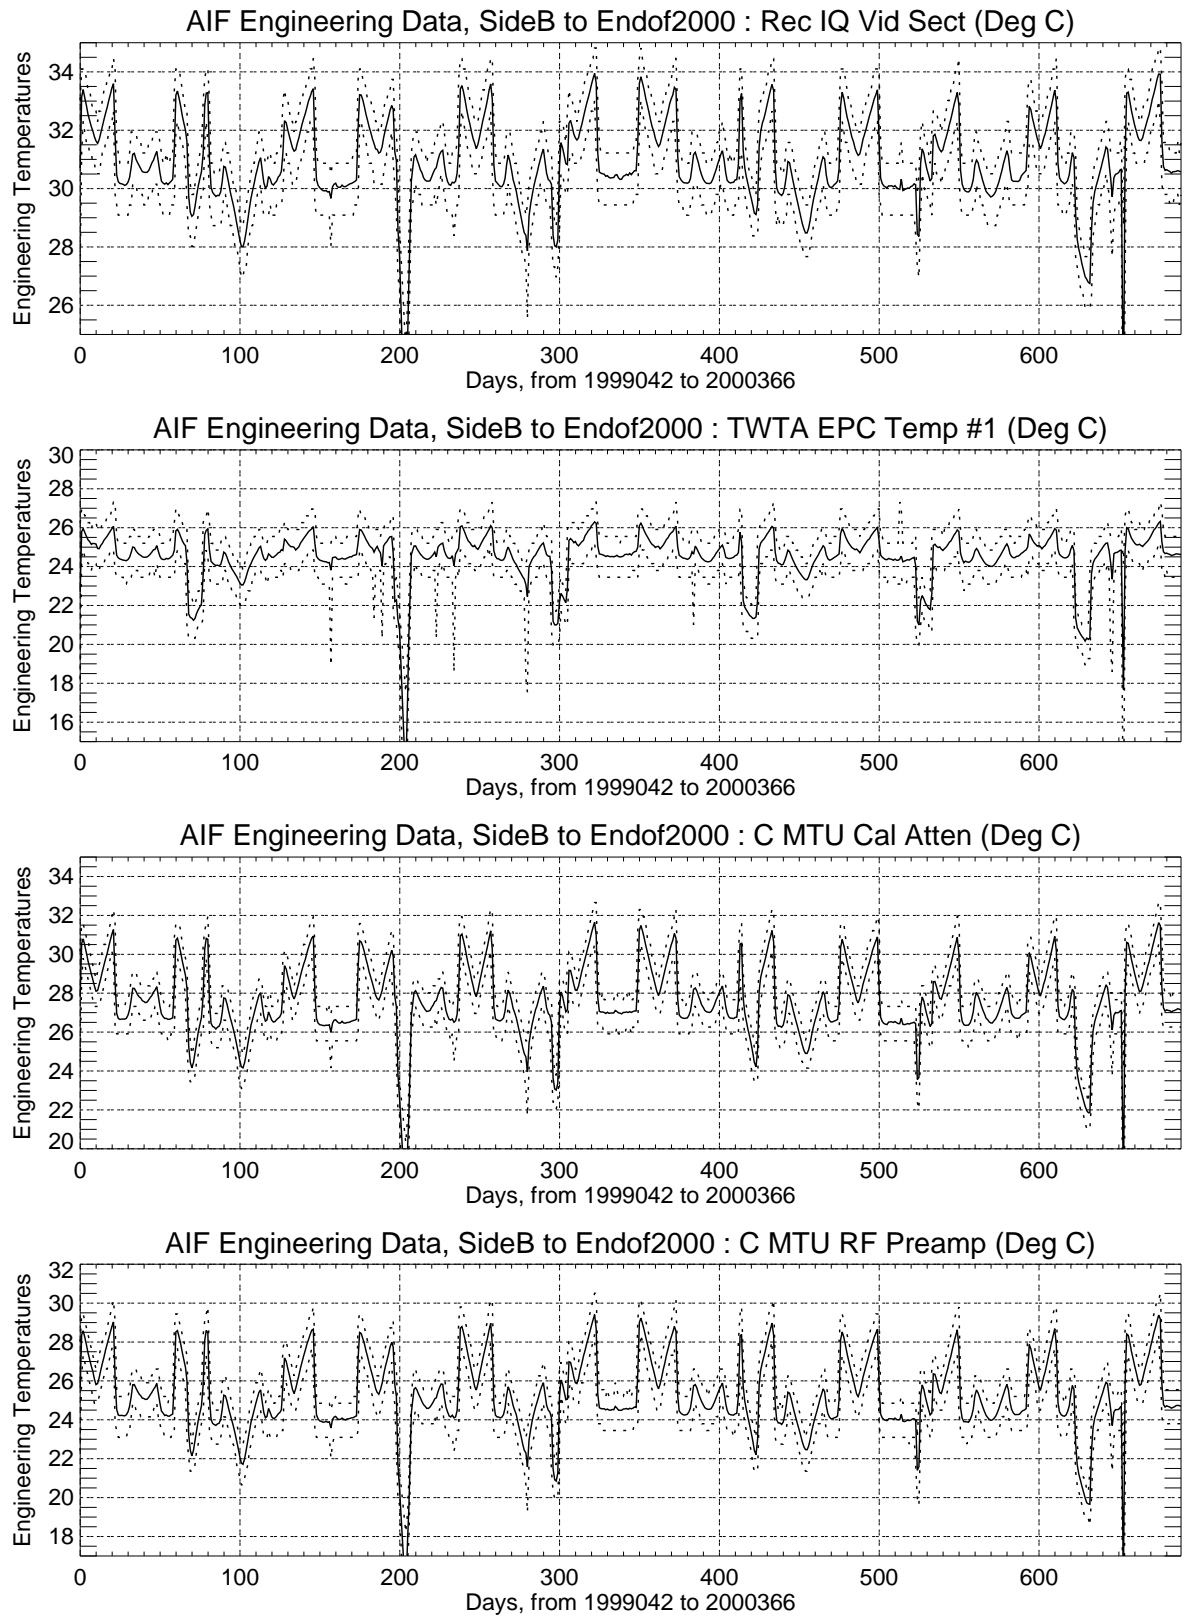 AIF Engineering Data, SideB to Endof2000 : Rec IQ Vid Sect (Deg C)
Engineering Temperatures
34
32
30
28
26
0 100 200 300 400 500 600
Days, from 1999042 to 2000366
AIF Engineering Data, SideB to Endof2000 : TWTA EPC Temp #1 (Deg C)
Engineering Temperatures
30
28
26
24
22
20
18
16
0 100 200 300 400 500 600
Days, from 1999042 to 2000366
AIF Engineering Data, SideB to Endof2000 : C MTU Cal Atten (Deg C)
Engineering Temperatures
34
32
30
28
26
24
22
20
0 100 200 300 400 500 600
Days, from 1999042 to 2000366
AIF Engineering Data, SideB to Endof2000 : C MTU RF Preamp (Deg C)
Engineering Temperatures
32
30
28
26
24
22
20
18
0 100 200 300 400 500 600
Days, from 1999042 to 2000366